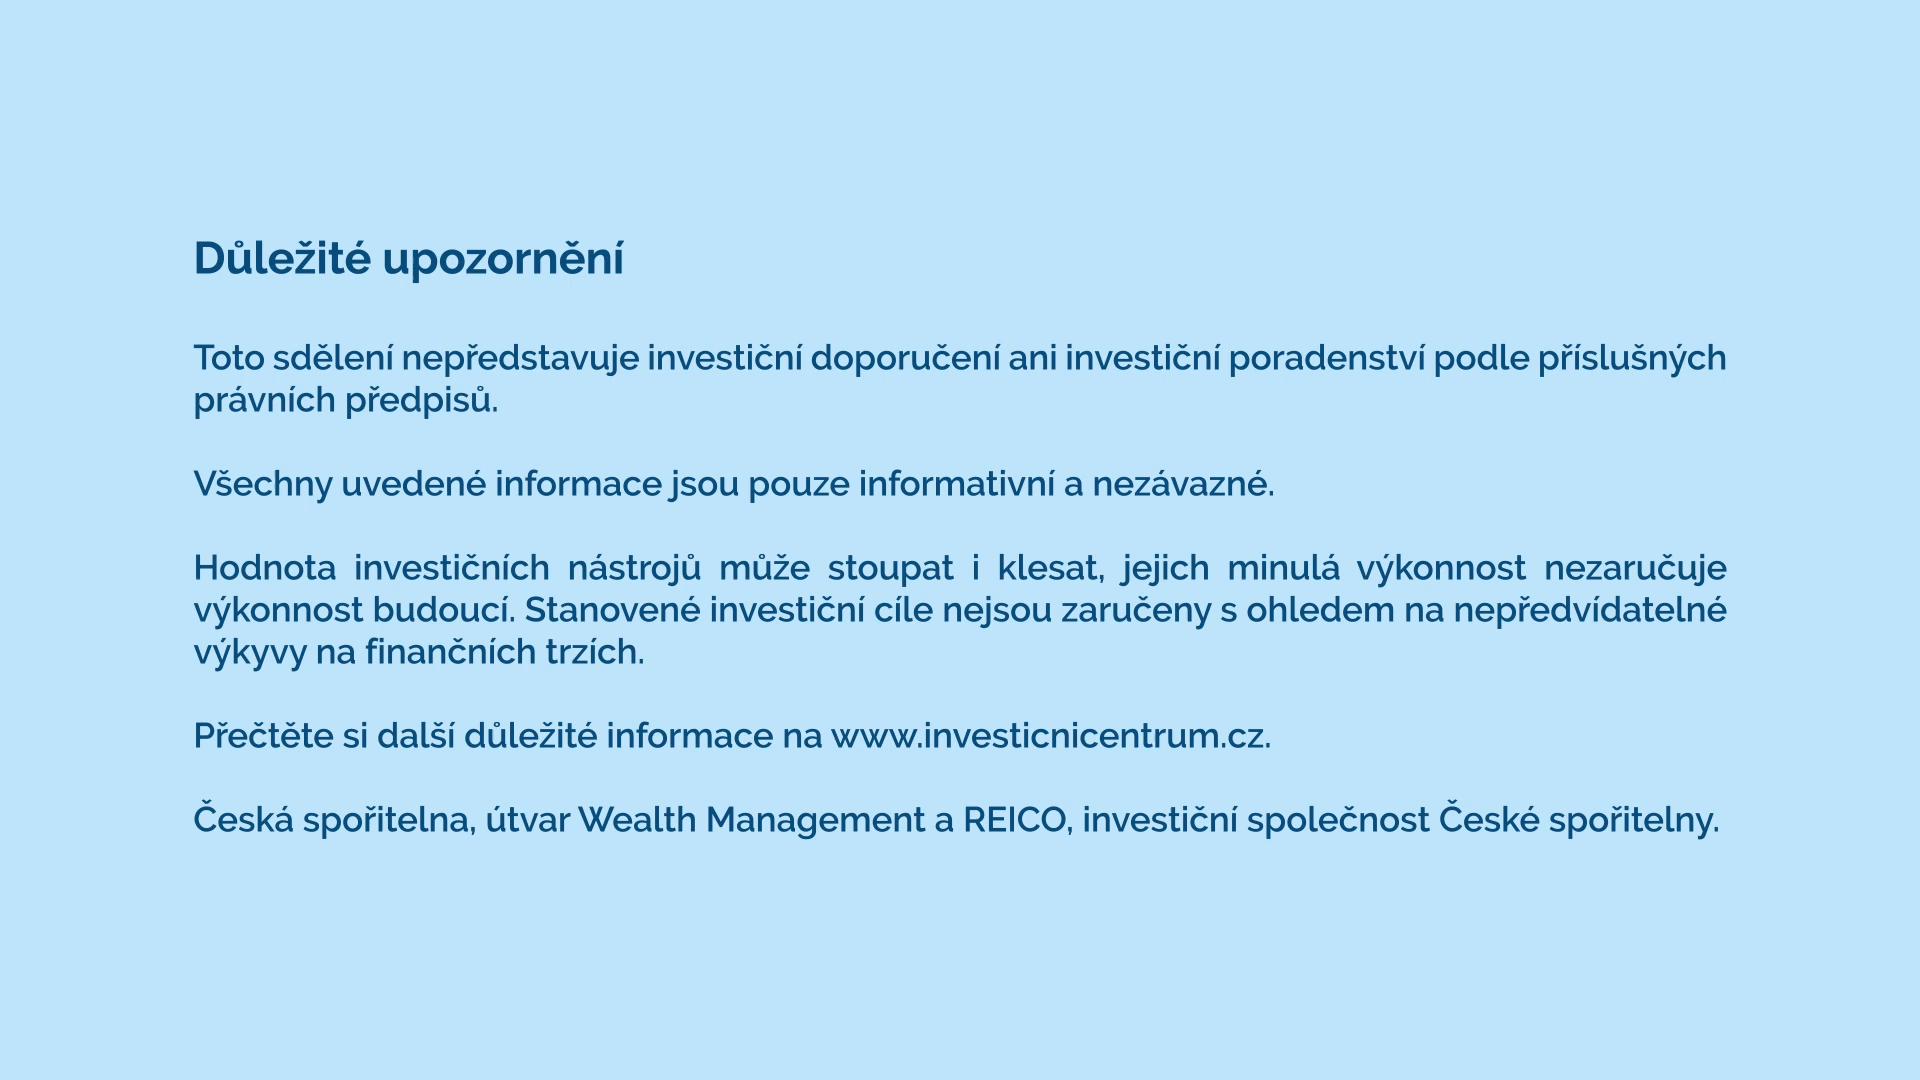 Důležité upozornění
Toto sdělení nepředstavuje investiční doporučení ani investiční poradenství podle příslušných
právních předpisů.
Všechny uvedené informace jsou pouze informativní a nezávazné.
Hodnota investičních nástrojů může stoupat i klesat, jejich minulá výkonnost nezaručuje
výkonnost budoucí. Stanovené investiční cíle nejsou zaručeny s ohledem na nepředvídatelné
výkyvy na finančních trzích.
Přečtěte si další důležité informace na www.investicnicentrum.cz.
Česká spořitelna, útvar Wealth Management a REICO, investiční společnost České spořitelny.